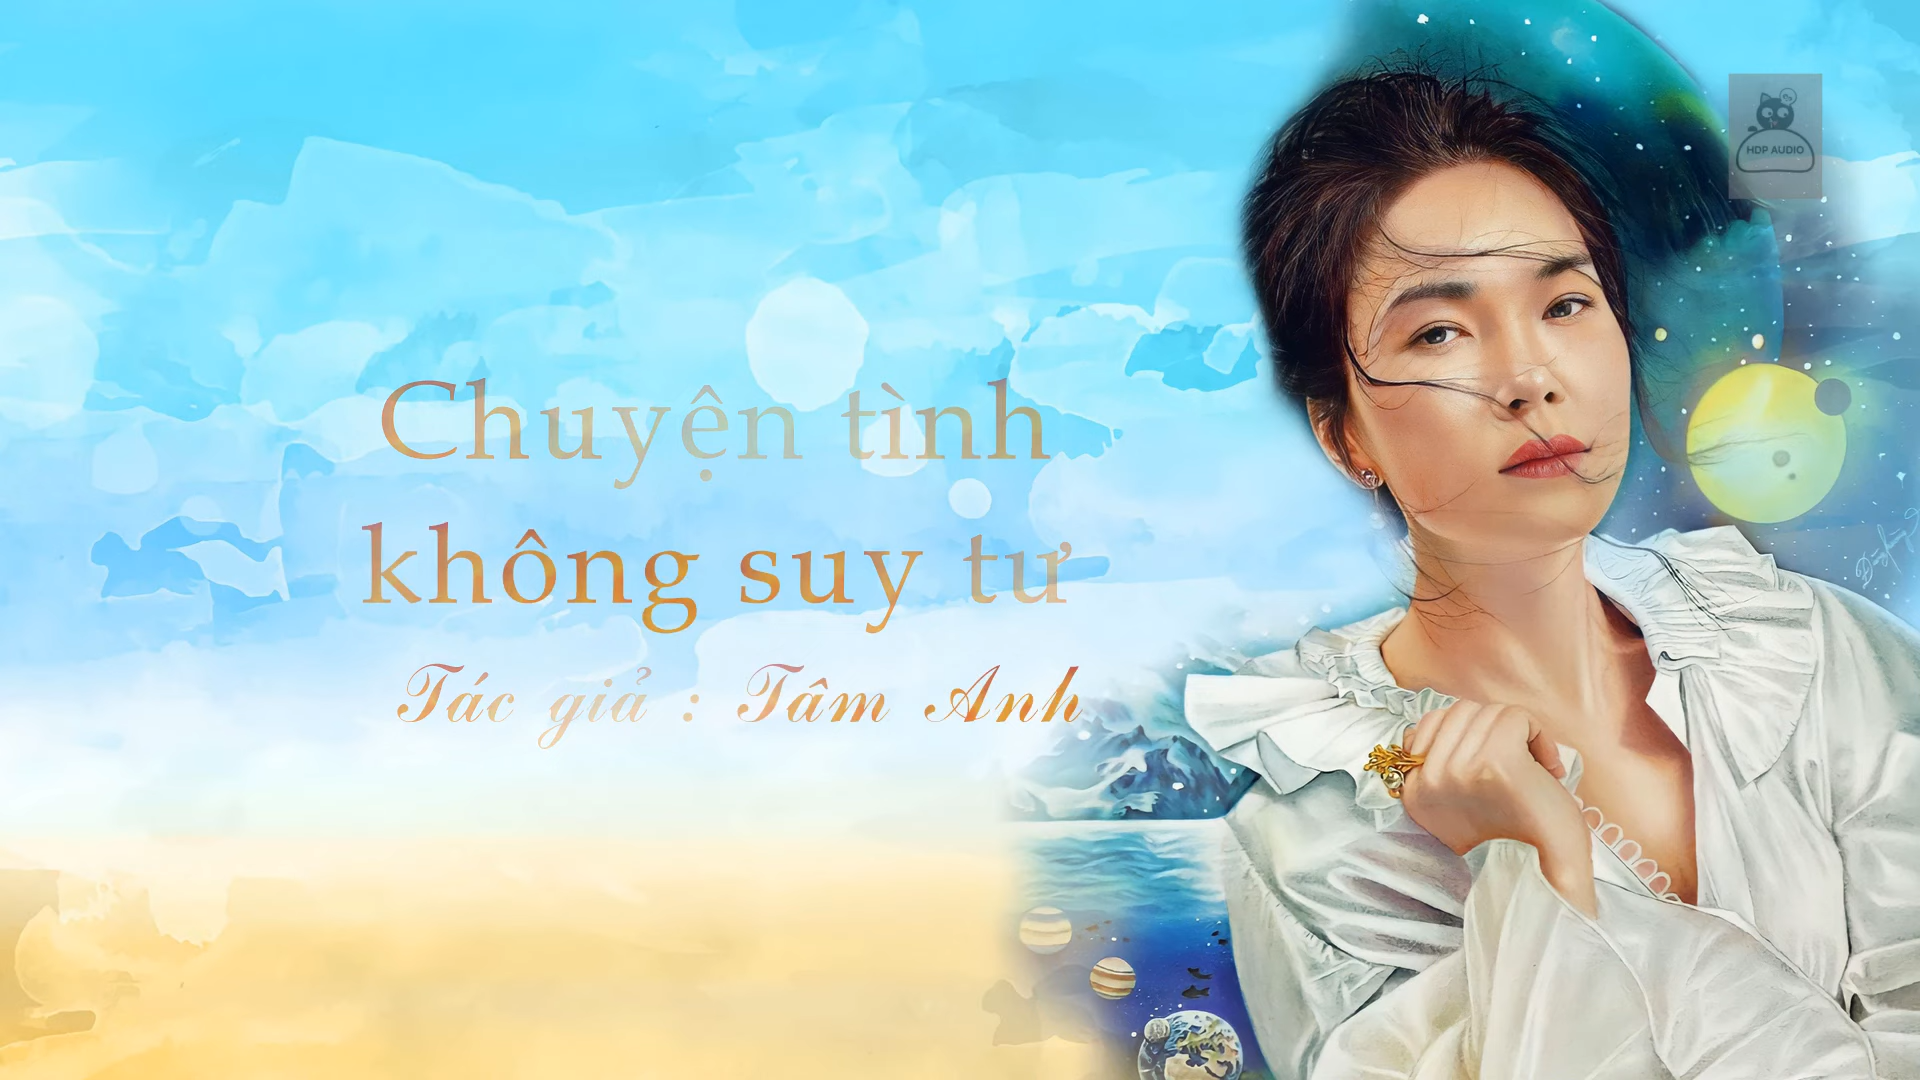 HDP AUDIO
Chuyện tình
không suy tư
Tác giả : Tâm Anh